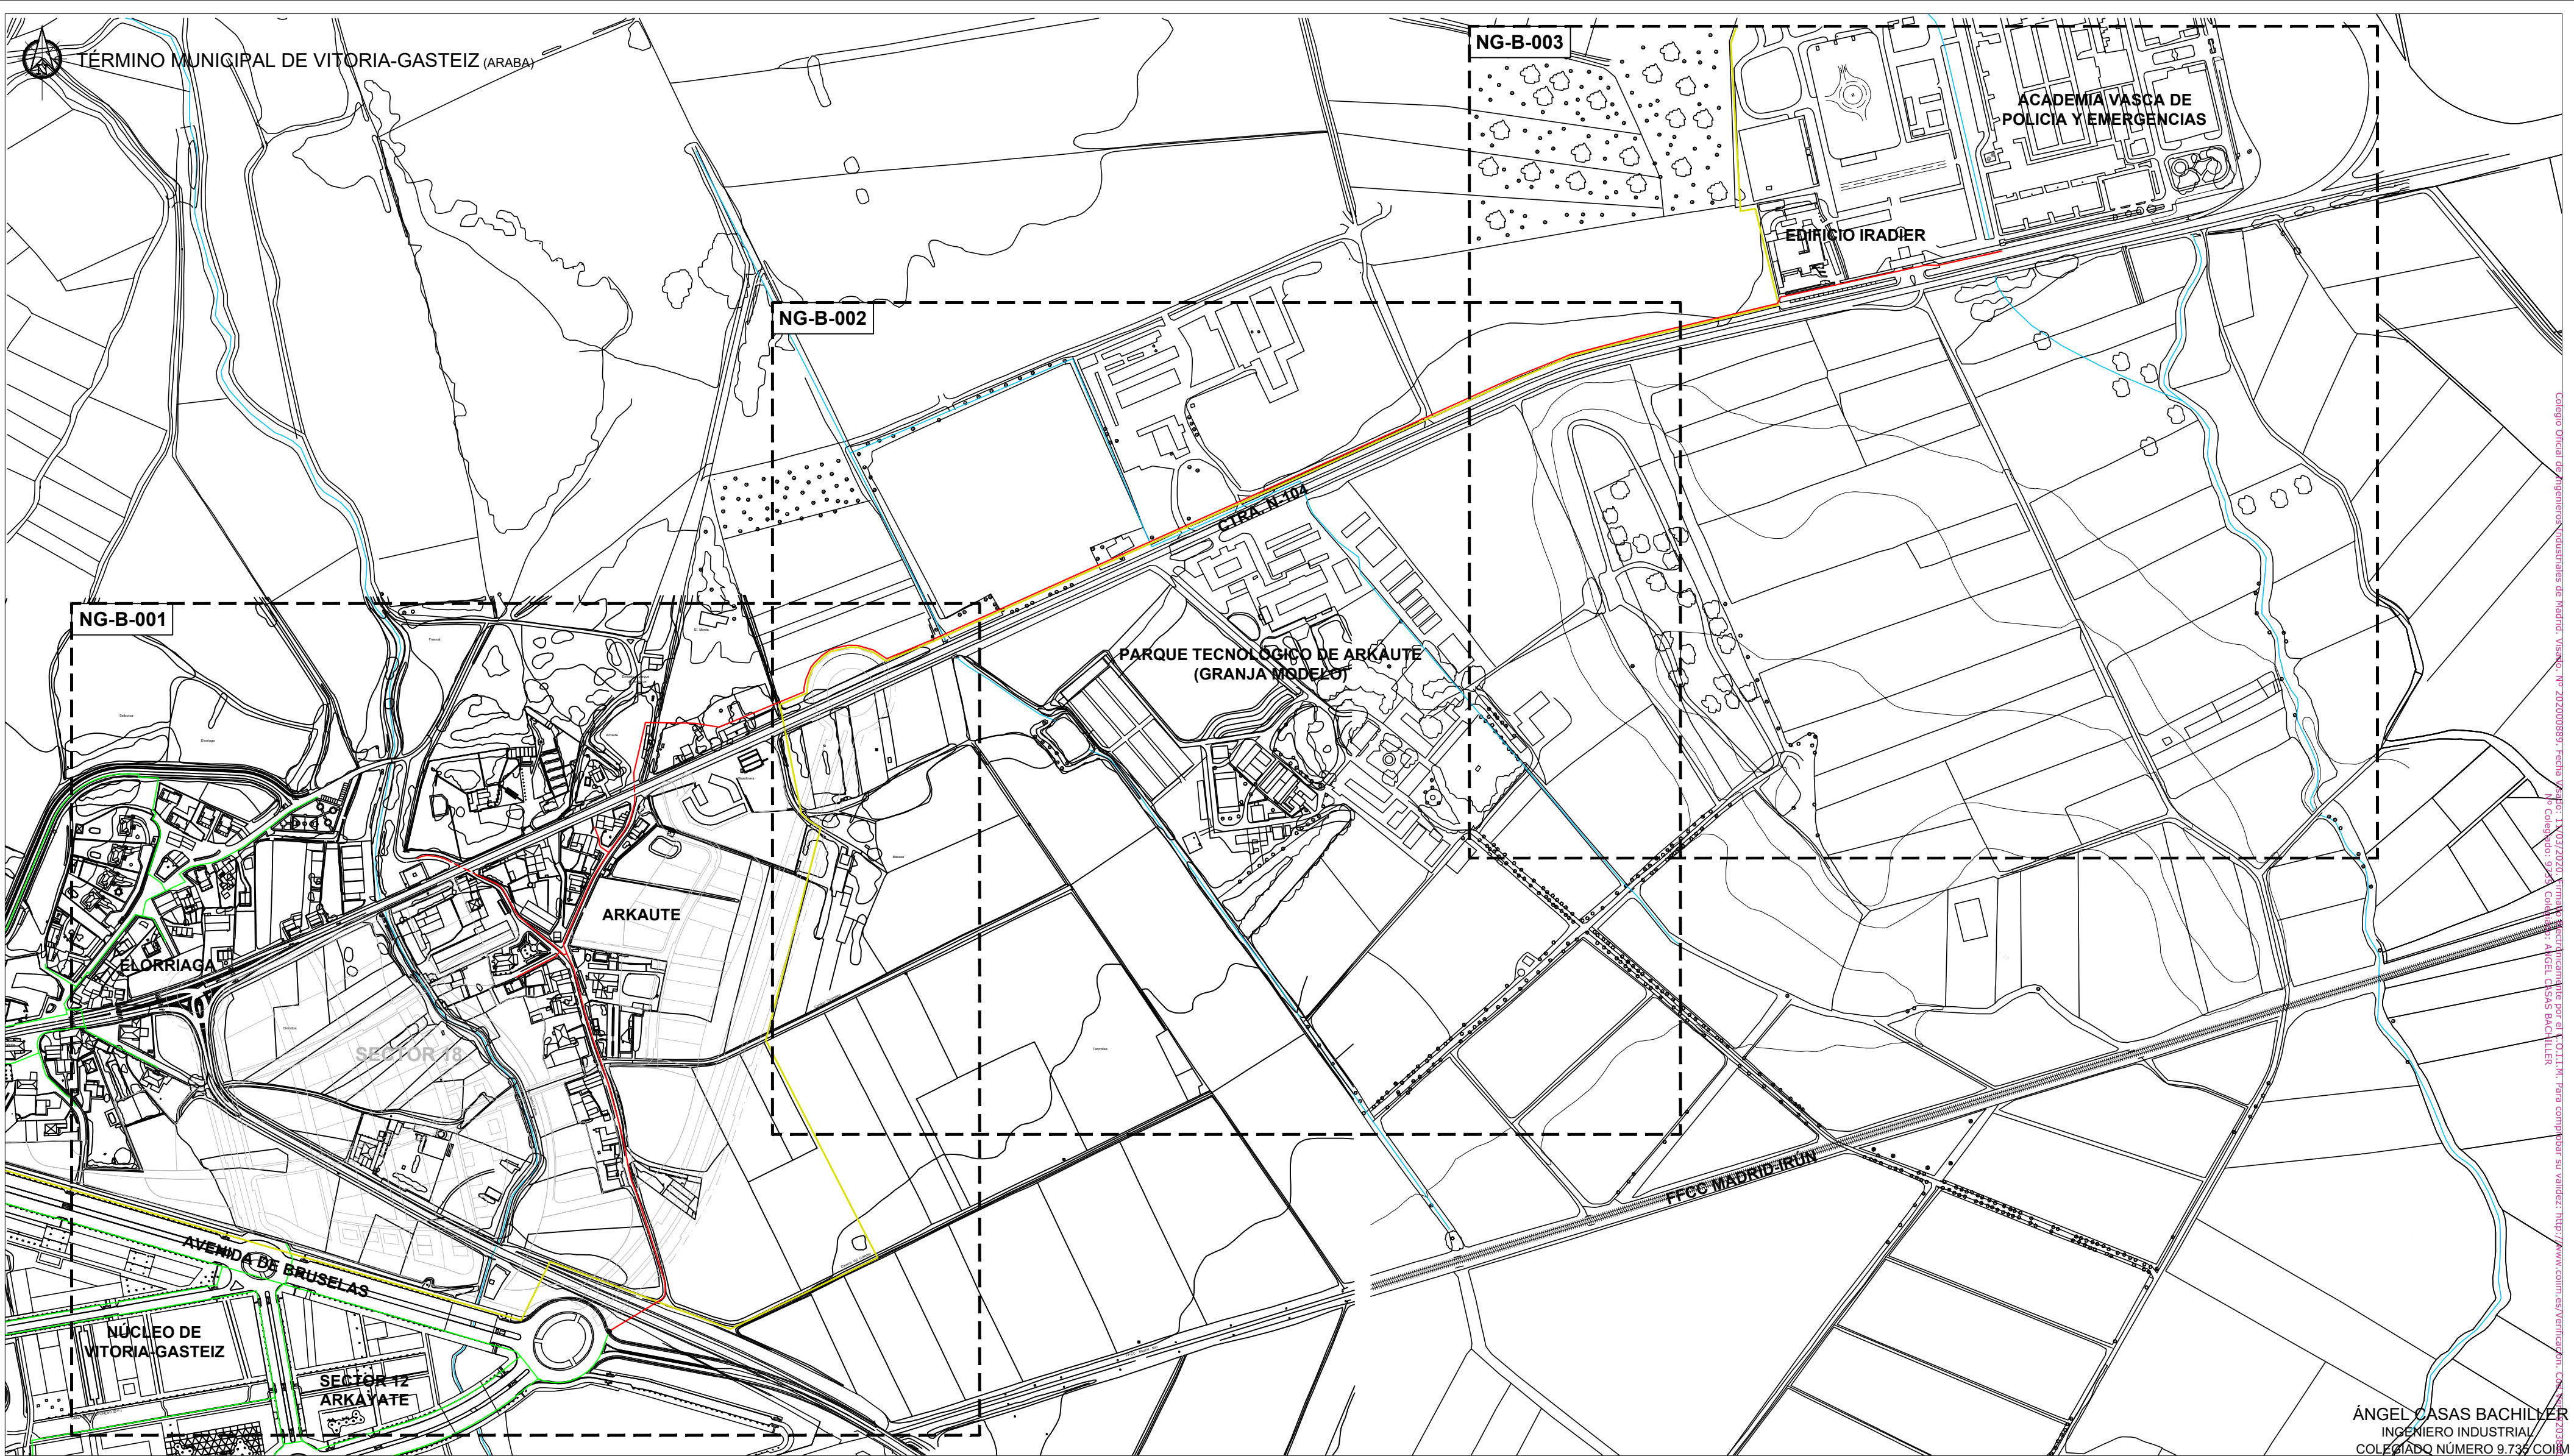 TÉRMINO MUNICIPAL DE VITORIA-GASTEIZ (ARABA)
NG-B-003
ACADEMIA VASCA DE
POLICIA Y EMERGENCIAS
EDIFICIO IRADIER
NG-B-002
CTRA. N-104
NG-B-001
PARQUE TECNOLÓGICO DE ARKAUTE
(GRANJA MODELO)
ARKAUTE
ELORRIAGA
SECTOR 18
FFCC MADRID-IRÚN
AVENIDA DE BRUSELAS
NÚCLEO DE
VITORIA-GASTEIZ
SECTOR 12
ARKAYATE
ÁNGEL CASAS BACHILLER
INGENIERO INDUSTRIAL
COLEGIADO NÚMERO 9.735 COIIM